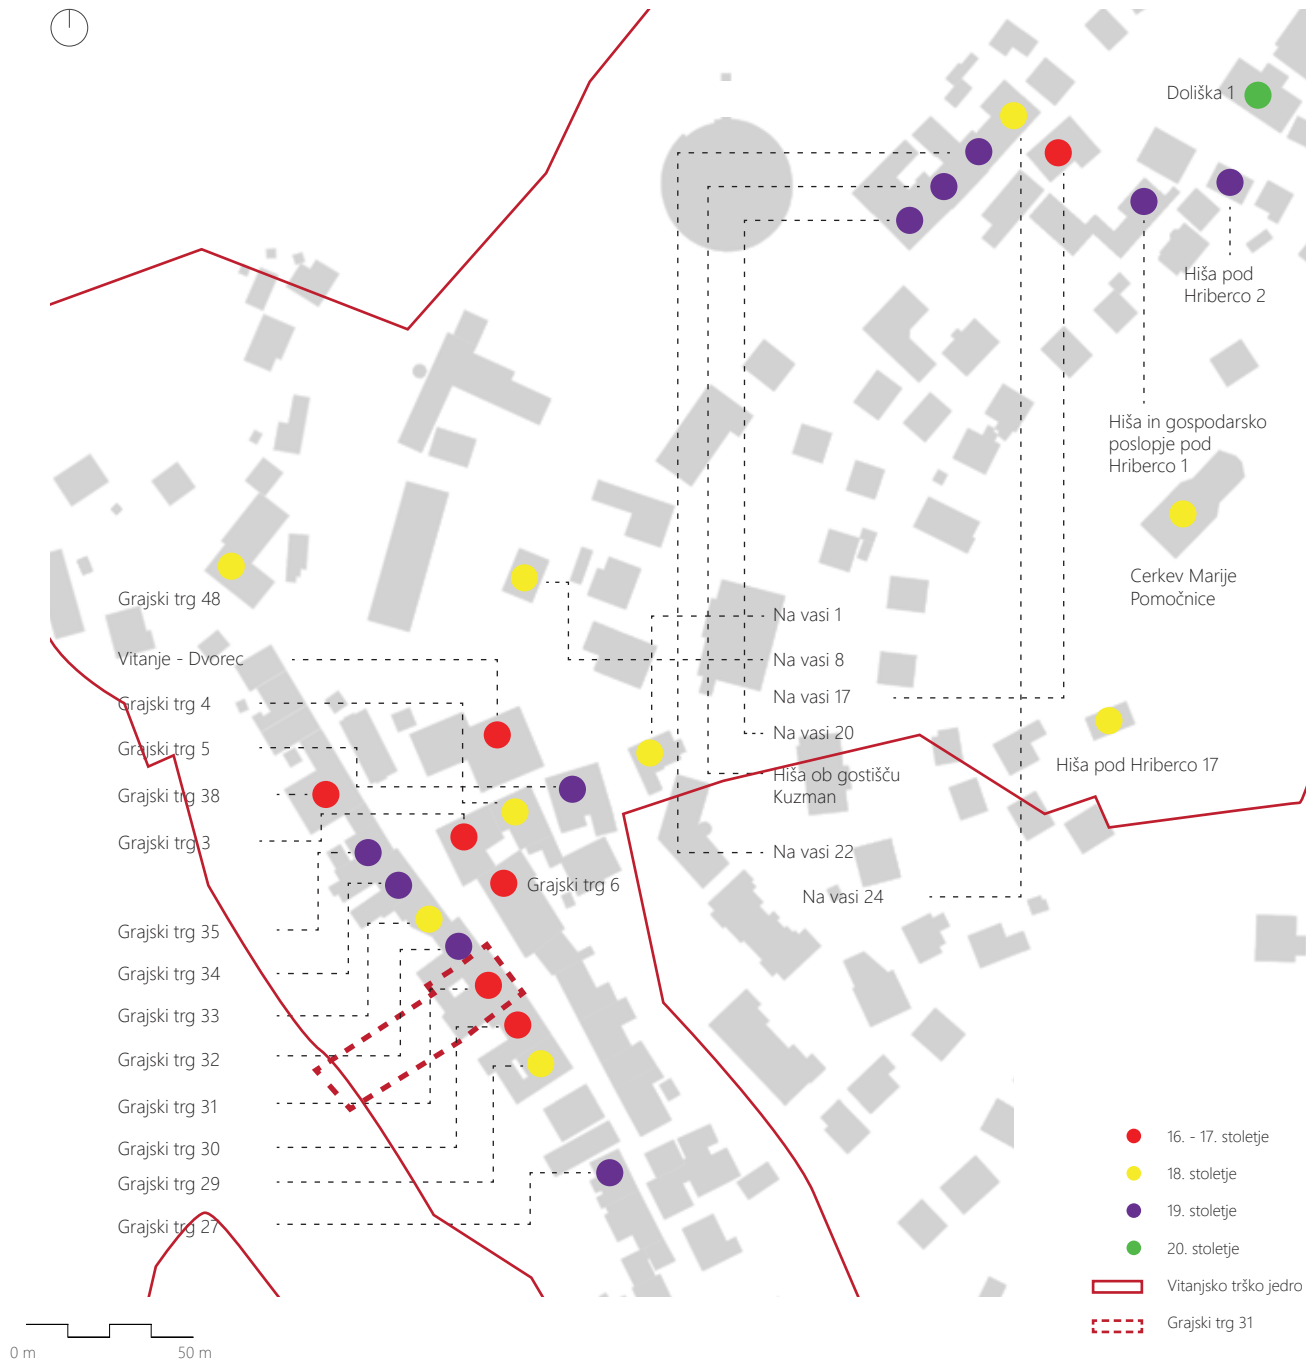 Doliška 1
Hiša pod
Hriberco 2
Hiša in gospodarsko
poslopje pod
Hriberco 1
Cerkev Marije
Pomočnice
Grajski trg 48
Vitanje - Dvorec
Grajski trg 4
Grajski trg 5
Grajski trg 38
Grajski trg 3
Grajski trg 35
Grajski trg 34
Grajski trg 33
Grajski trg 32
Grajski trg 31
Grajski trg 30
Grajski trg 29
Grajski trg 27
Grajski trg 6
Na vasi 1
Na vasi 8
Na vasi 17
Na vasi 20
Hiša ob gostišču
Kuzman
Na vasi 22
Na vasi 24
Hiša pod Hriberco 17
16. - 17. stoletje
18. stoletje
19. stoletje
20. stoletje
Vitanjsko trško jedro
Grajski trg 31
0 m
50 m